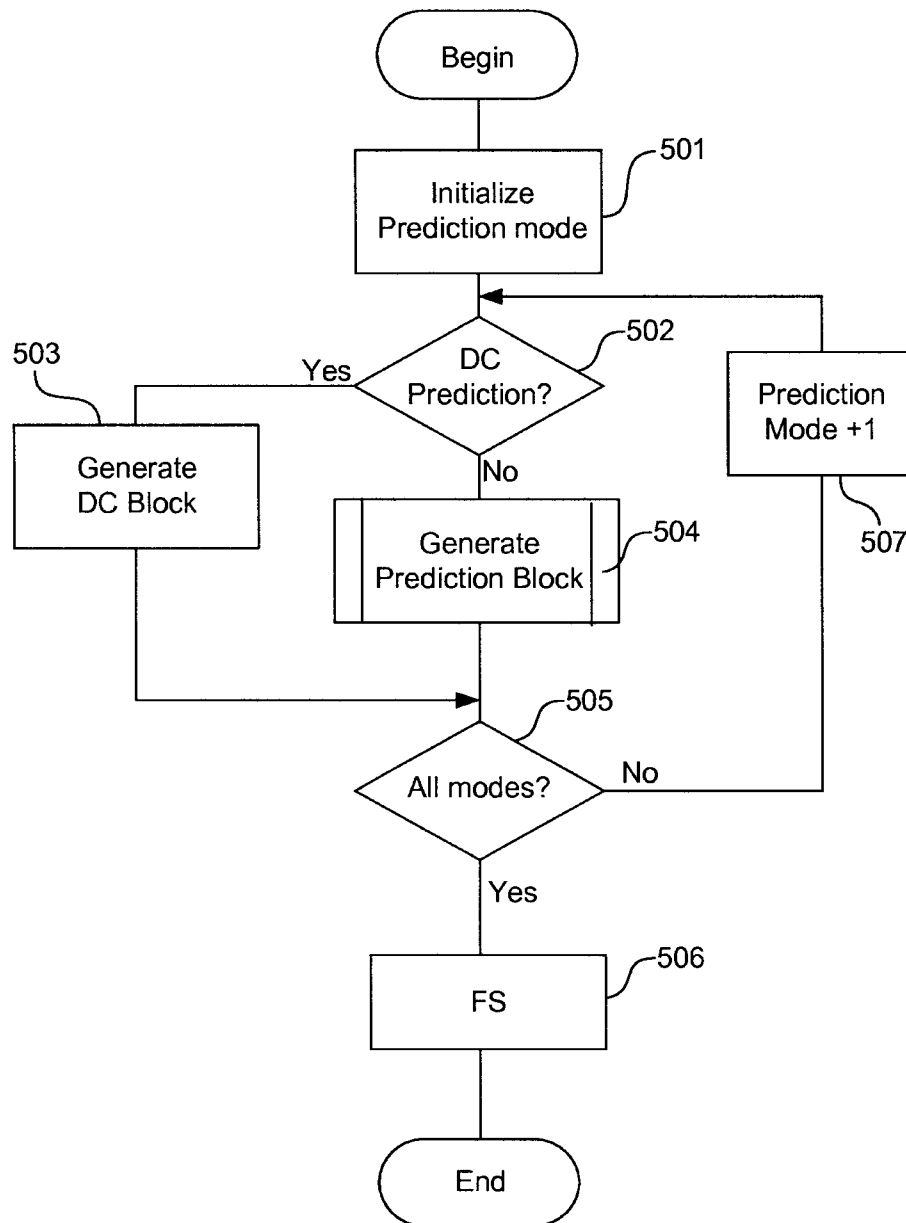 Begin
501
Initialize
Prediction mode
502
503
Yes
DC
Prediction?
Prediction
Mode +1
Generate
DC Block
No
507
Generate
Prediction Block
504
505
All modes?
No
Yes
506
FS
End